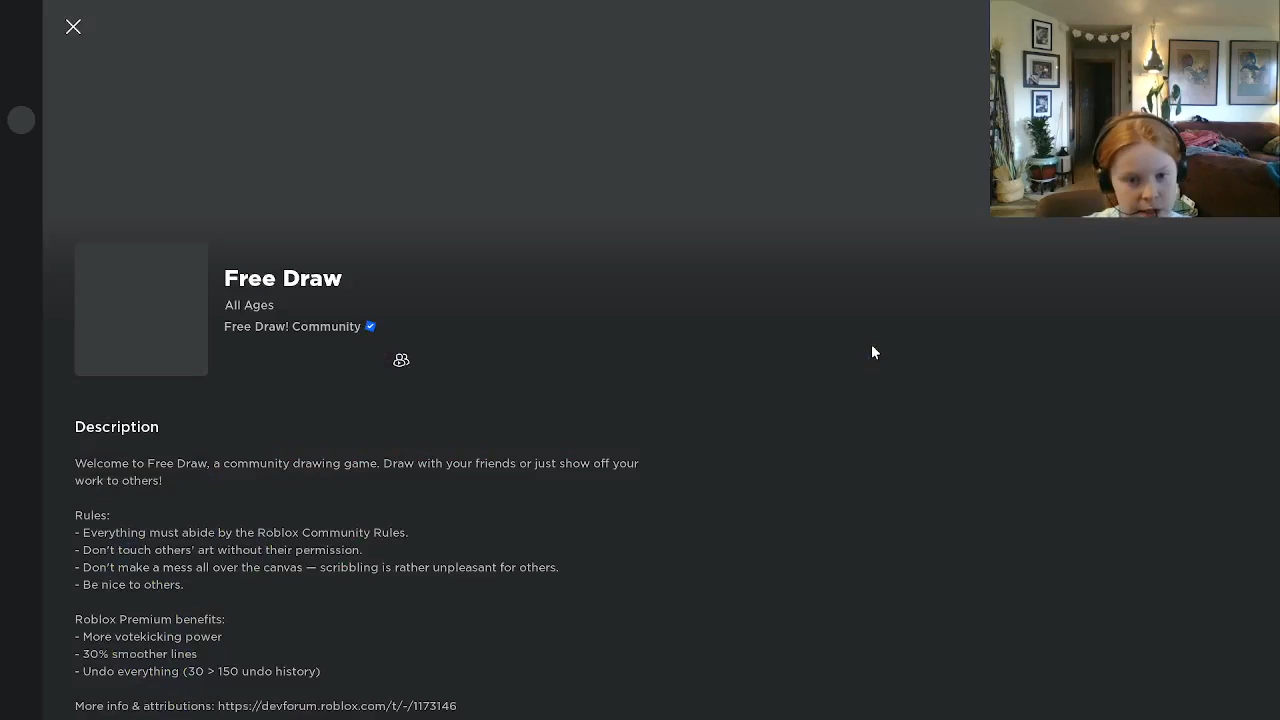 Free Draw
All Ages
Free Draw! Community
Description
Welcome to Free Draw, a community drawing game. Draw with your friends or just show off your
work to others!
Rules:
- Everything must abide by the Roblox Community Rules.
- Don't touch others' art without their permission.
- Don't make a mess all over the canvas — scribbling is rather unpleasant for others.
- Be nice to others.
Roblox Premium benefits:
- More votekicking power
- 30% smoother lines
- Undo everything (30 > 150 undo history)
More info & attributions: https://devforum.roblox.com/t/-/1173146